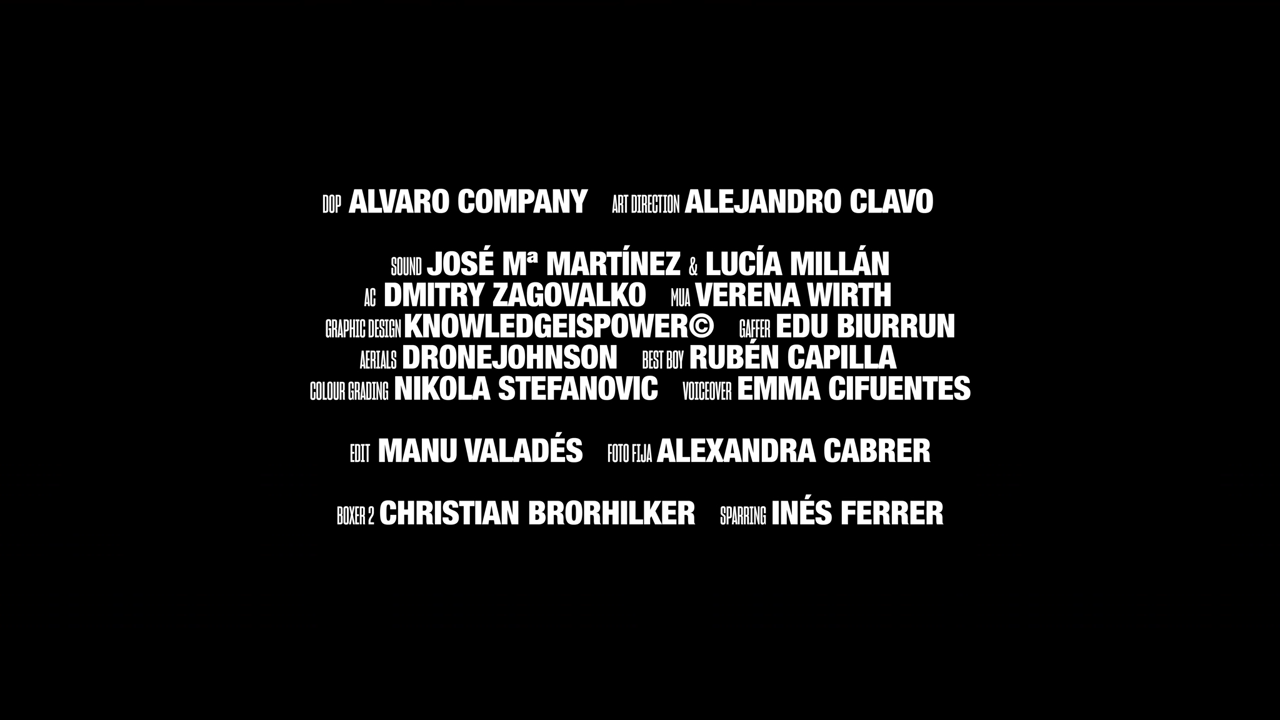 DOP ALVARO COMPANY ART DIRECTION ALEJANDRO CLAVO
SOUND JOSÉ Mª MARTÍNEZ & LUCÍA MILLÁN
AC DMITRY ZAGOVALKO MUA VERENA WIRTH
GRAPHIC DESIGN KNOWLEDGEISPOWER© GAFFER EDU BIURRUN
AERIALS DRONEJOHNSON BEST BOY RUBÉN CAPILLA
COLOUR GRADING NIKOLA STEFANOVIC VOICEOVER EMMA CIFUENTES
EDIT MANU VALADÉS FOTO FIJA ALEXANDRA CABRER
BOXER 2 CHRISTIAN BRORHILKER SPARRING INÉS FERRER